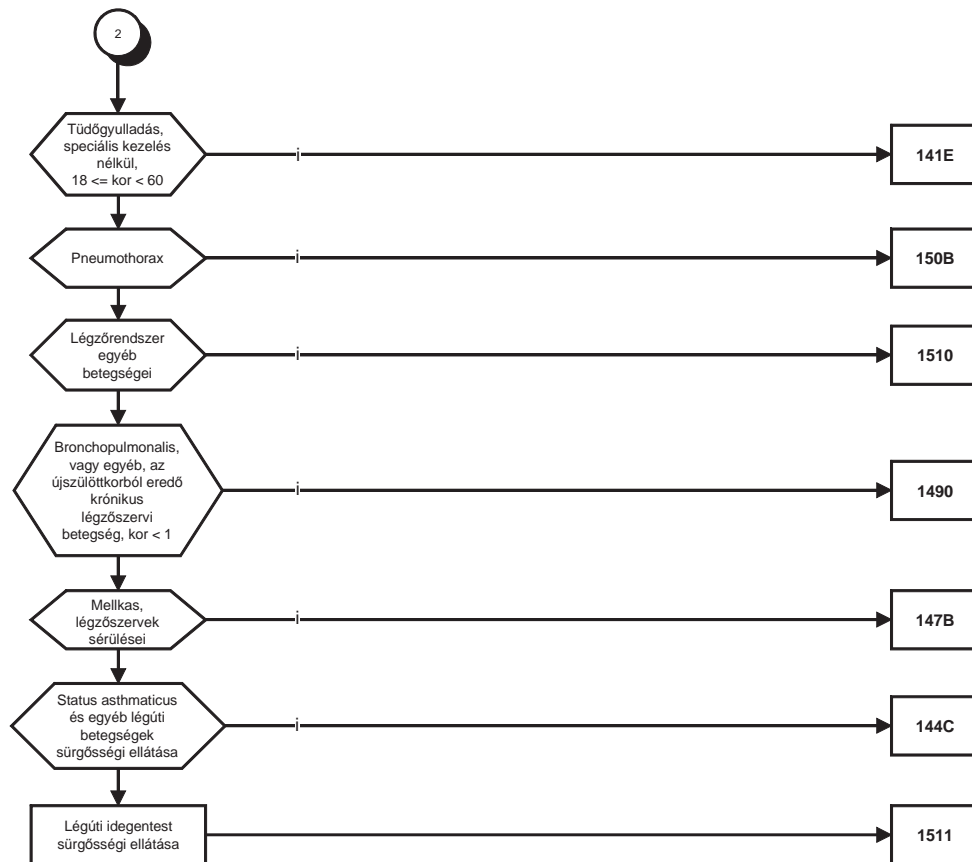 2
Tüdőgyulladás,
speciális kezelés
nélkül,
18 <= kor < 60
i
141E
Pneumothorax
i
150B
Légzőrendszer
egyéb
betegségei
i
1510
Bronchopulmonalis,
vagy egyéb, az
újszülöttkorból eredő
krónikus
légzőszervi
betegség, kor < 1
i
1490
Mellkas,
légzőszervek
sérülései
i
147B
Status asthmaticus
és egyéb légúti
betegségek
sürgősségi ellátása
i
144C
Légúti idegentest
sürgősségi ellátása
1511